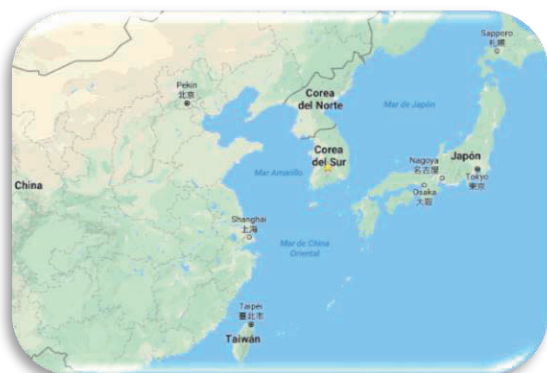 Sapporo
札幌
Pekín
北京
Corea
del Norte
Mar de Japón
Corea
del Sur
Mar Amarillo
Nagoya
名古屋
Japón
Tokyo
東京
Osaka
大阪
China
Shanghai
上海
Mar de China
Oriental
Taipéi
臺北市
Taiwán